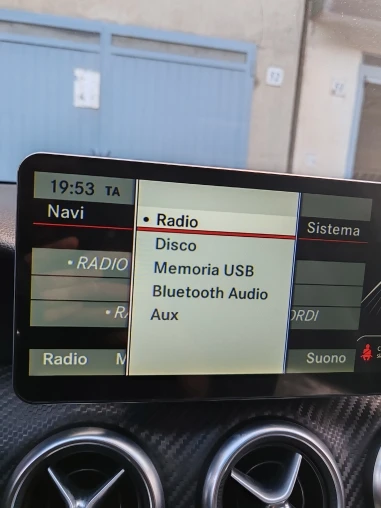 19:53 TA
Navi
Sistema
• Radio
Disco
Memoria USB
Bluetooth Audio
Aux
• RADIO
Radio
Suono